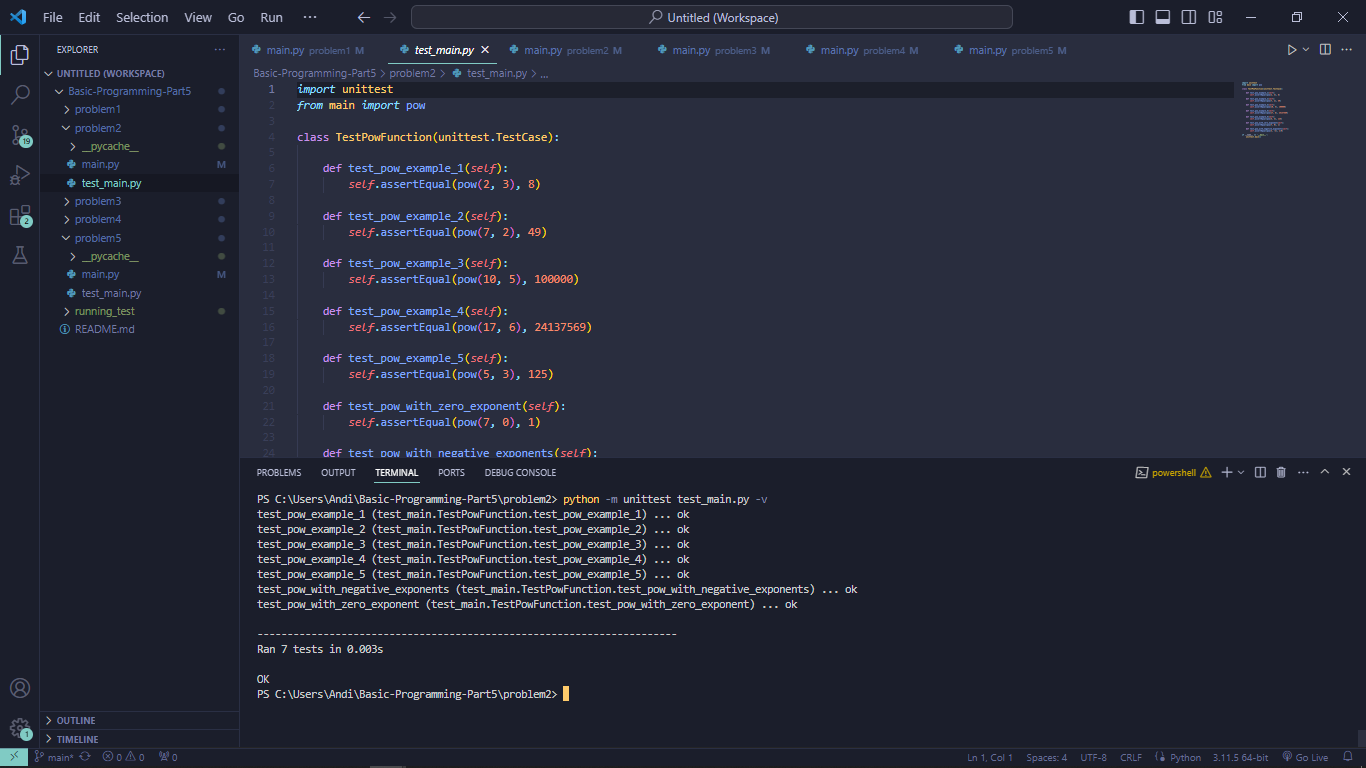 File Edit Selection View Go Run ··· Untitled (Workspace)
EXPLORER ···
main.py problem1 M test_main.py main.py problem2 M main.py problem3 M main.py problem4 M main.py problem5 M
Basic-Programming-Part5 > problem2 > test_main.py > ...
UNTITLED (WORKSPACE)
Basic-Programming-Part5
problem1
problem2
__pycache__
main.py M
test_main.py
problem3
problem4
problem5
__pycache__
main.py M
test_main.py
running_test
README.md
19
2
1
OUTLINE
TIMELINE
1 import unittest
2 from main import pow
3
4 class TestPowFunction(unittest.TestCase):
5
6 def test_pow_example_1(self):
7 self.assertEqual(pow(2, 3), 8)
8
9 def test_pow_example_2(self):
10 self.assertEqual(pow(7, 2), 49)
11
12 def test_pow_example_3(self):
13 self.assertEqual(pow(10, 5), 100000)
14
15 def test_pow_example_4(self):
16 self.assertEqual(pow(17, 6), 24137569)
17
18 def test_pow_example_5(self):
19 self.assertEqual(pow(5, 3), 125)
20
21 def test_pow_with_zero_exponent(self):
22 self.assertEqual(pow(7, 0), 1)
23
24 def test_pow_with_negative_exponents(self):
PROBLEMS OUTPUT TERMINAL PORTS DEBUG CONSOLE powershell
PS C:\Users\Andi\Basic-Programming-Part5\problem2> python -m unittest test_main.py -v
test_pow_example_1 (test_main.TestPowFunction.test_pow_example_1) ... ok
test_pow_example_2 (test_main.TestPowFunction.test_pow_example_2) ... ok
test_pow_example_3 (test_main.TestPowFunction.test_pow_example_3) ... ok
test_pow_example_4 (test_main.TestPowFunction.test_pow_example_4) ... ok
test_pow_example_5 (test_main.TestPowFunction.test_pow_example_5) ... ok
test_pow_with_negative_exponents (test_main.TestPowFunction.test_pow_with_negative_exponents) ... ok
test_pow_with_zero_exponent (test_main.TestPowFunction.test_pow_with_zero_exponent) ... ok
----------------------------------------------------------------------
Ran 7 tests in 0.003s
OK
PS C:\Users\Andi\Basic-Programming-Part5\problem2>
main* 0 0 0 Ln 1, Col 1 Spaces: 4 UTF-8 CRLF Python 3.11.5 64-bit Go Live